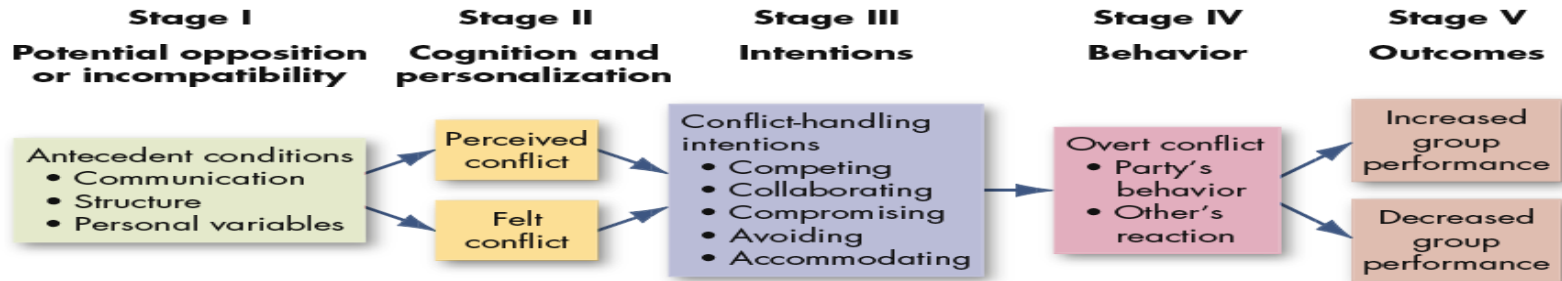 Stage I
Potential opposition
or incompatibility
Stage II
Cognition and
personalization
Stage III
Intentions
Stage IV
Behavior
Stage V
Outcomes
Antecedent conditions
• Communication
• Structure
• Personal variables
Perceived
conflict
Felt
conflict
Conflict-handling
intentions
• Competing
• Collaborating
• Compromising
• Avoiding
• Accommodating
Overt conflict
• Party's
behavior
• Other's
reaction
Increased
group
performance
Decreased
group
performance